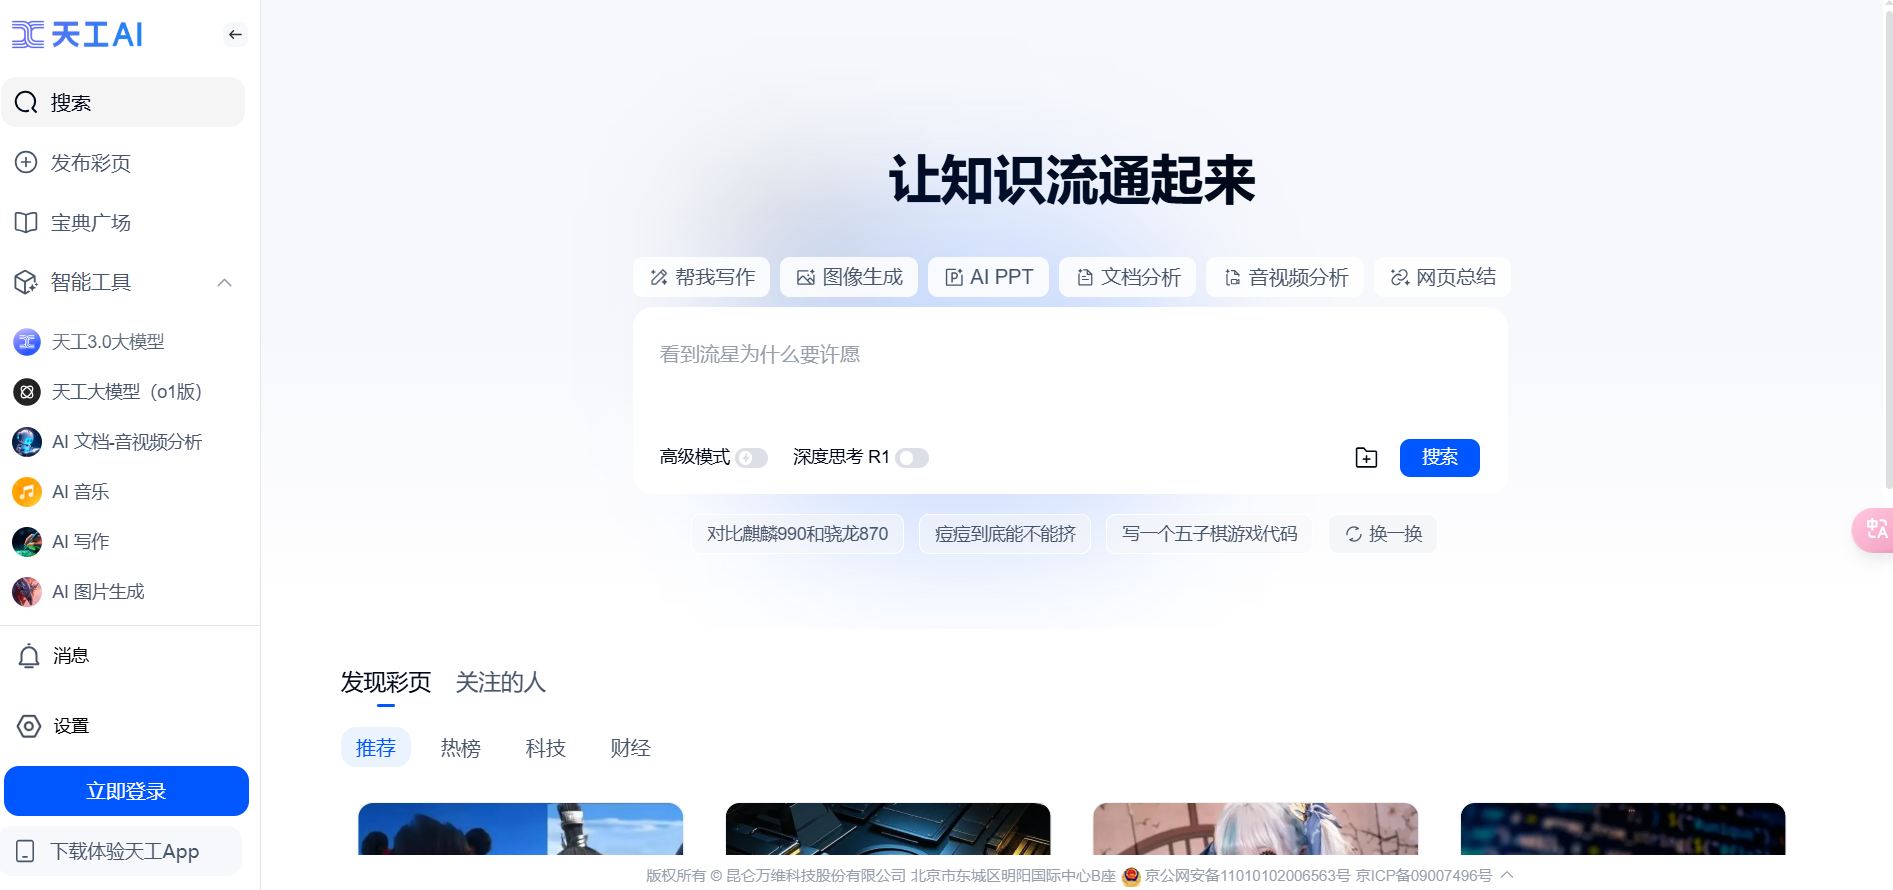 天工AI
搜索
发布彩页
宝典广场
智能工具
天工3.0大模型
天工大模型（o1版）
AI 文档-音视频分析
AI 音乐
AI 写作
AI 图片生成
消息
设置
立即登录
下载体验天工App
让知识流通起来
帮我写作 图像生成 AI PPT 文档分析 音视频分析 网页总结
看到流星为什么要许愿
高级模式 深度思考 R1 搜索
对比麒麟990和骁龙870 痘痘到底能不能挤 写一个五子棋游戏代码 换一换
中A
发现彩页 关注的人
推荐 热榜 科技 财经
版权所有 © 昆仑万维科技股份有限公司 北京市东城区明阳国际中心B座 京公网安备11010102006563号 京ICP备09007496号